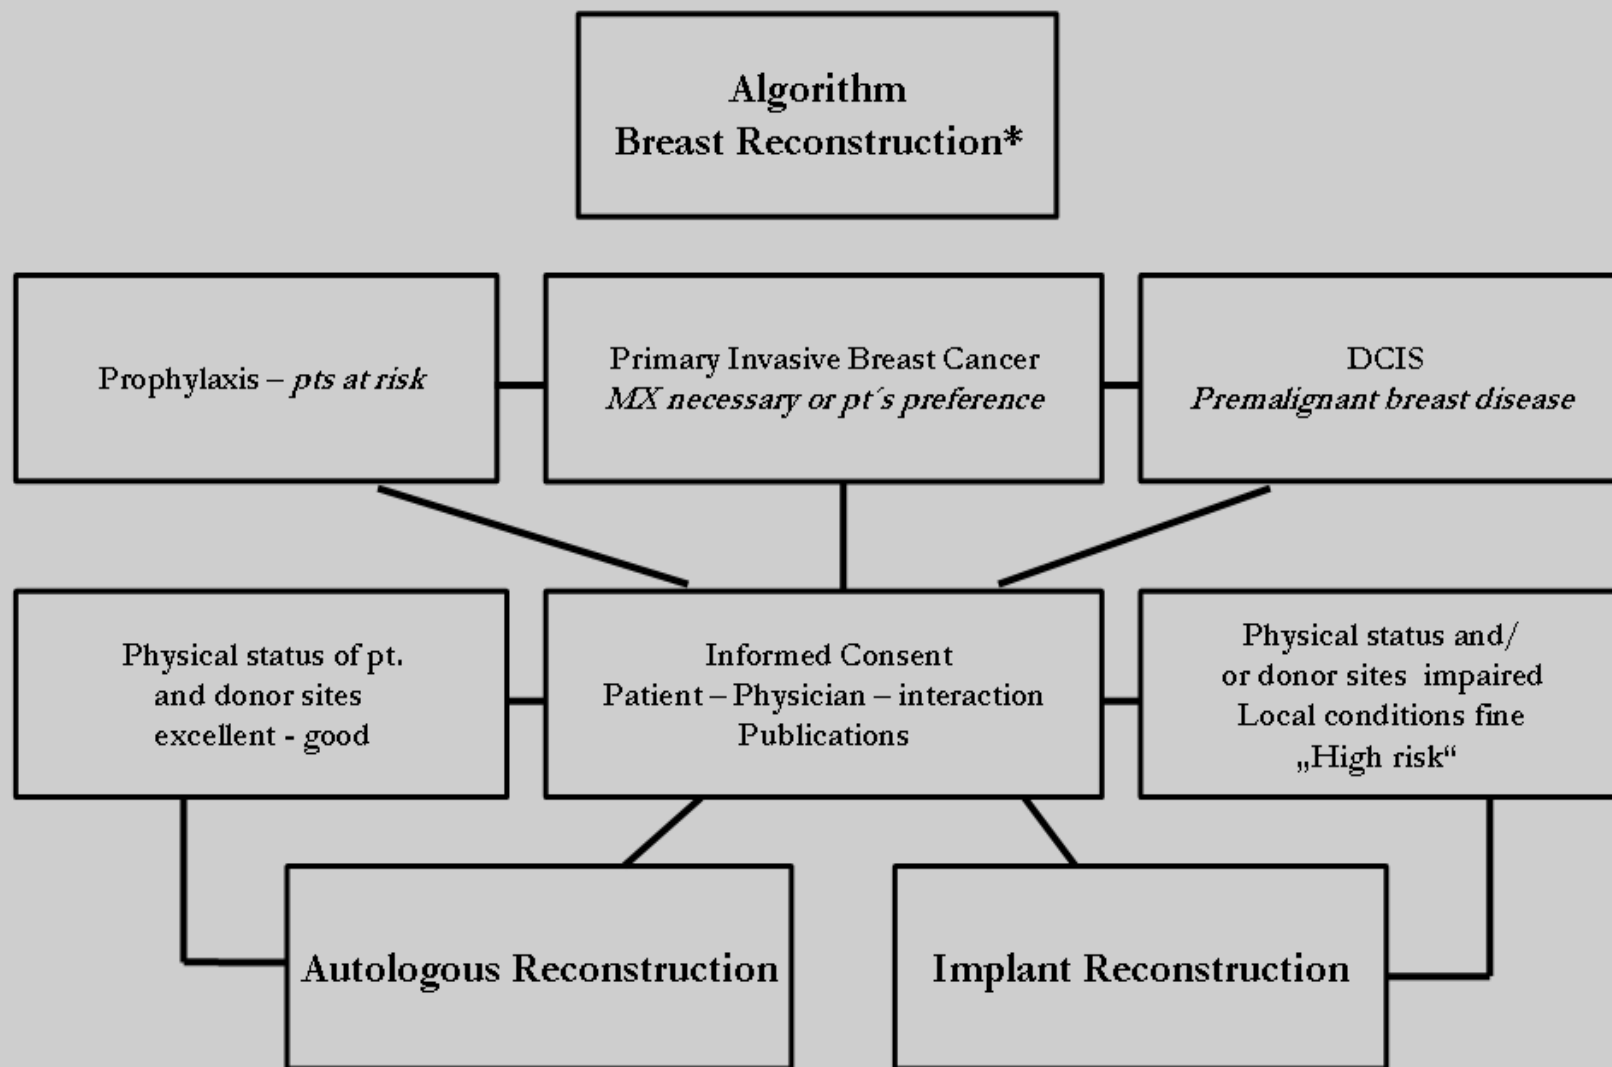 Algorithm
Breast Reconstruction*
Prophylaxis – pts at risk
Primary Invasive Breast Cancer
MX necessary or pt´s preference
DCIS
Premalignant breast disease
Physical status of pt.
and donor sites
excellent - good
Informed Consent
Patient – Physician – interaction
Publications
Physical status and/
or donor sites  impaired
Local conditions fine
„High risk“
Autologous Reconstruction
Implant Reconstruction